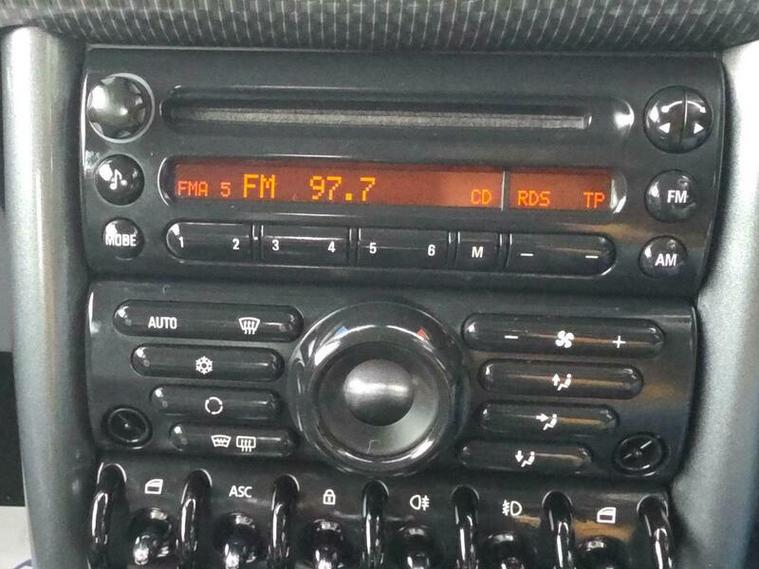 FMA 5 FM 97.7 CD RDS TP
FM
MODE
1 2 3 4 5 6 M – –
AM
AUTO
– +
ASC